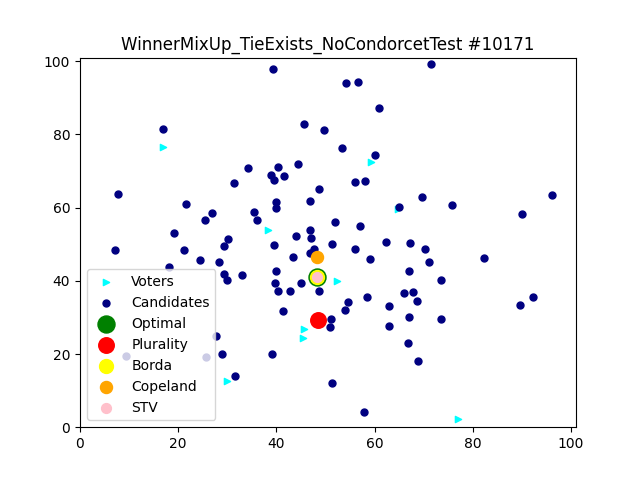 WinnerMixUp_TieExists_NoCondorcetTest #10171
100
80
60
40
20
0
0 20 40 60 80 100
Voters
Candidates
Optimal
Plurality
Borda
Copeland
STV